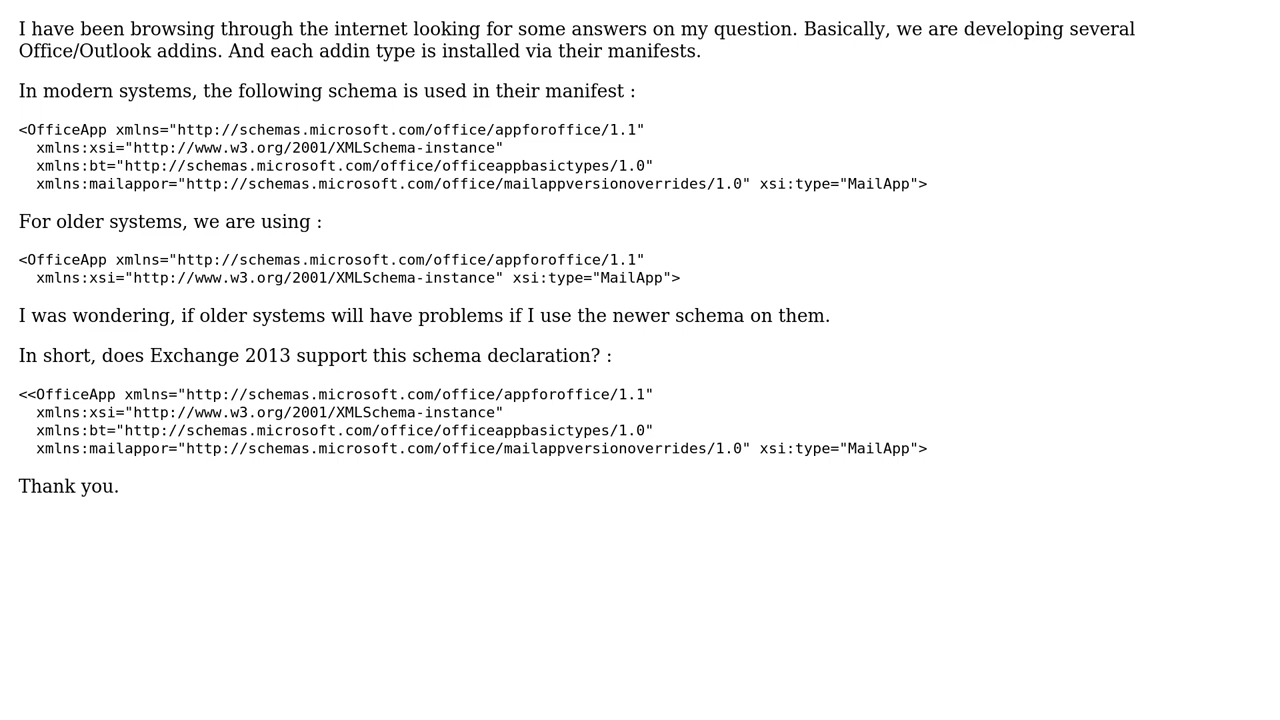 I have been browsing through the internet looking for some answers on my question. Basically, we are developing several
Office/Outlook addins. And each addin type is installed via their manifests.
In modern systems, the following schema is used in their manifest :
<OfficeApp xmlns="http://schemas.microsoft.com/office/appforoffice/1.1"
  xmlns:xsi="http://www.w3.org/2001/XMLSchema-instance"
  xmlns:bt="http://schemas.microsoft.com/office/officeappbasictypes/1.0"
  xmlns:mailappor="http://schemas.microsoft.com/office/mailappversionoverrides/1.0" xsi:type="MailApp">
For older systems, we are using :
<OfficeApp xmlns="http://schemas.microsoft.com/office/appforoffice/1.1"
  xmlns:xsi="http://www.w3.org/2001/XMLSchema-instance" xsi:type="MailApp">
I was wondering, if older systems will have problems if I use the newer schema on them.
In short, does Exchange 2013 support this schema declaration? :
<<OfficeApp xmlns="http://schemas.microsoft.com/office/appforoffice/1.1"
  xmlns:xsi="http://www.w3.org/2001/XMLSchema-instance"
  xmlns:bt="http://schemas.microsoft.com/office/officeappbasictypes/1.0"
  xmlns:mailappor="http://schemas.microsoft.com/office/mailappversionoverrides/1.0" xsi:type="MailApp">
Thank you.